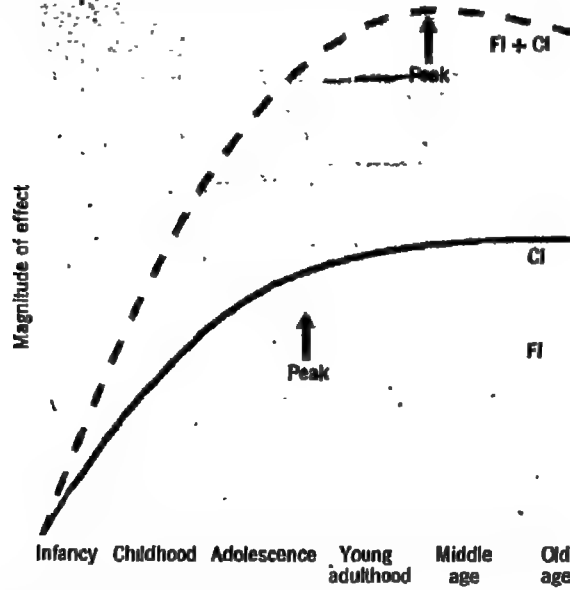 FI + CI
Peak
Magnitude of effect
CI
Peak
FI
Infancy Childhood Adolescence Young adulthood Middle age Old age